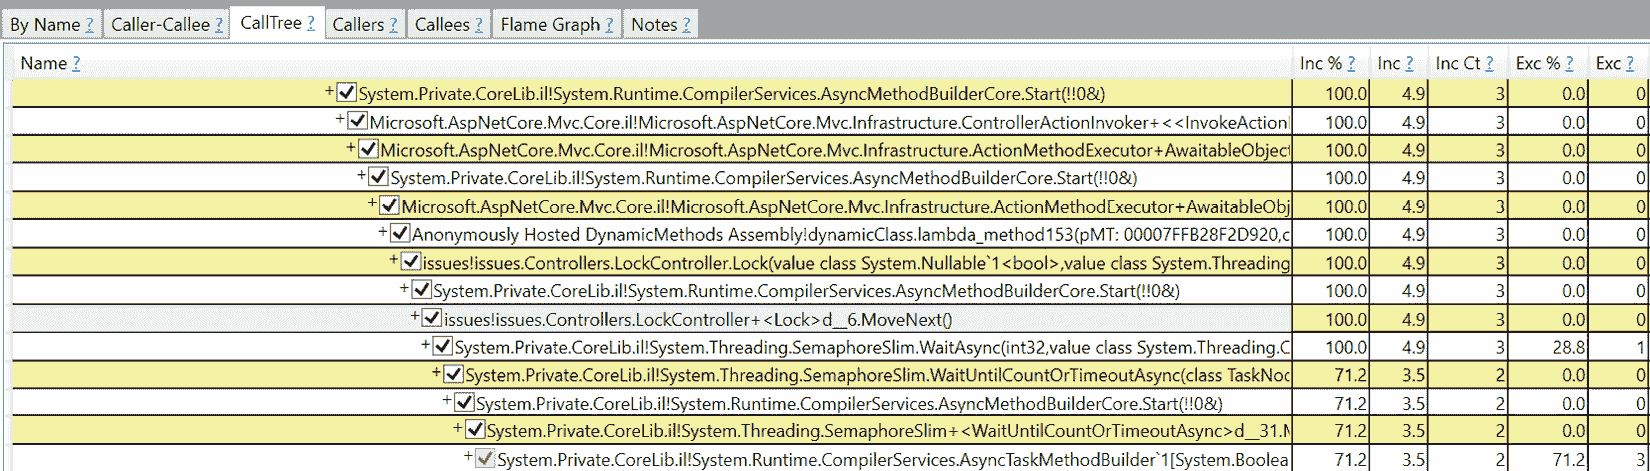 By Name ? Caller-Callee ? CallTree ? Callers ? Callees ? Flame Graph ? Notes ?
Name ? Inc % ? Inc ? Inc Ct ? Exc % ? Exc ?
+ System.Private.CoreLib.il!System.Runtime.CompilerServices.AsyncMethodBuilderCore.Start(!!0&) 100.0 4.9 3 0.0 0
+ Microsoft.AspNetCore.Mvc.Core.il!Microsoft.AspNetCore.Mvc.Infrastructure.ControllerActionInvoker+<<InvokeAction 100.0 4.9 3 0.0 0
+ Microsoft.AspNetCore.Mvc.Core.il!Microsoft.AspNetCore.Mvc.Infrastructure.ActionMethodExecutor+AwaitableObject 100.0 4.9 3 0.0 0
+ System.Private.CoreLib.il!System.Runtime.CompilerServices.AsyncMethodBuilderCore.Start(!!0&) 100.0 4.9 3 0.0 0
+ Microsoft.AspNetCore.Mvc.Core.il!Microsoft.AspNetCore.Mvc.Infrastructure.ActionMethodExecutor+AwaitableObj 100.0 4.9 3 0.0 0
+ Anonymously Hosted DynamicMethods Assembly!dynamicClass.lambda_method153(pMT: 00007FFB28F2D920,c 100.0 4.9 3 0.0 0
+ issues!issues.Controllers.LockController.Lock(value class System.Nullable`1<bool>,value class System.Threading 100.0 4.9 3 0.0 0
+ System.Private.CoreLib.il!System.Runtime.CompilerServices.AsyncMethodBuilderCore.Start(!!0&) 100.0 4.9 3 0.0 0
+ issues!issues.Controllers.LockController+<Lock>d__6.MoveNext() 100.0 4.9 3 0.0 0
+ System.Private.CoreLib.il!System.Threading.SemaphoreSlim.WaitAsync(int32,value class System.Threading.C 100.0 4.9 3 28.8 1
+ System.Private.CoreLib.il!System.Threading.SemaphoreSlim.WaitUntilCountOrTimeoutAsync(class TaskNod 71.2 3.5 2 0.0 0
+ System.Private.CoreLib.il!System.Runtime.CompilerServices.AsyncMethodBuilderCore.Start(!!0&) 71.2 3.5 2 0.0 0
+ System.Private.CoreLib.il!System.Threading.SemaphoreSlim+<WaitUntilCountOrTimeoutAsync>d__31.M 71.2 3.5 2 0.0 0
+ System.Private.CoreLib.il!System.Runtime.CompilerServices.AsyncTaskMethodBuilder`1[System.Boolea 71.2 3.5 2 71.2 3